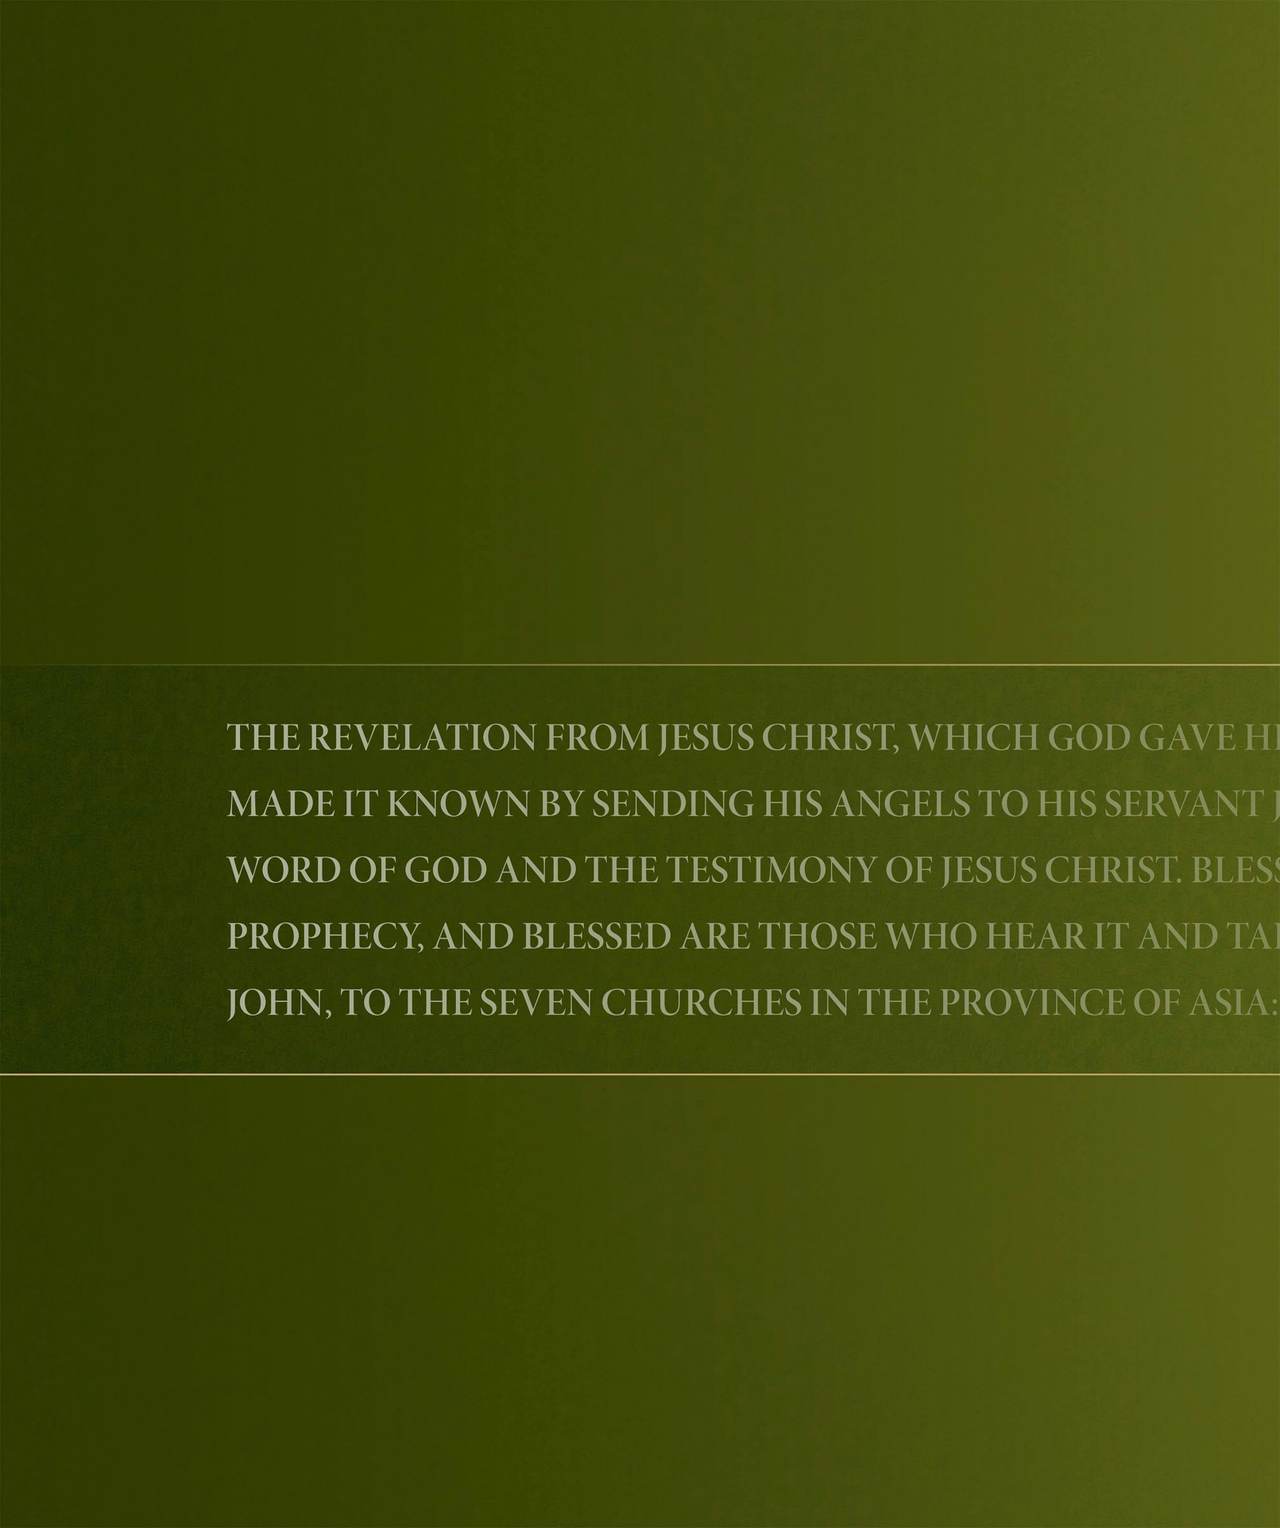 THE REVELATION FROM JESUS CHRIST, WHICH GOD GAVE
MADE IT KNOWN BY SENDING HIS ANGELS TO HIS SERVANT
WORD OF GOD AND THE TESTIMONY OF JESUS CHRIST. BLESS
PROPHECY, AND BLESSED ARE THOSE WHO HEAR IT AND
JOHN, TO THE SEVEN CHURCHES IN THE PROVINCE OF ASIA: